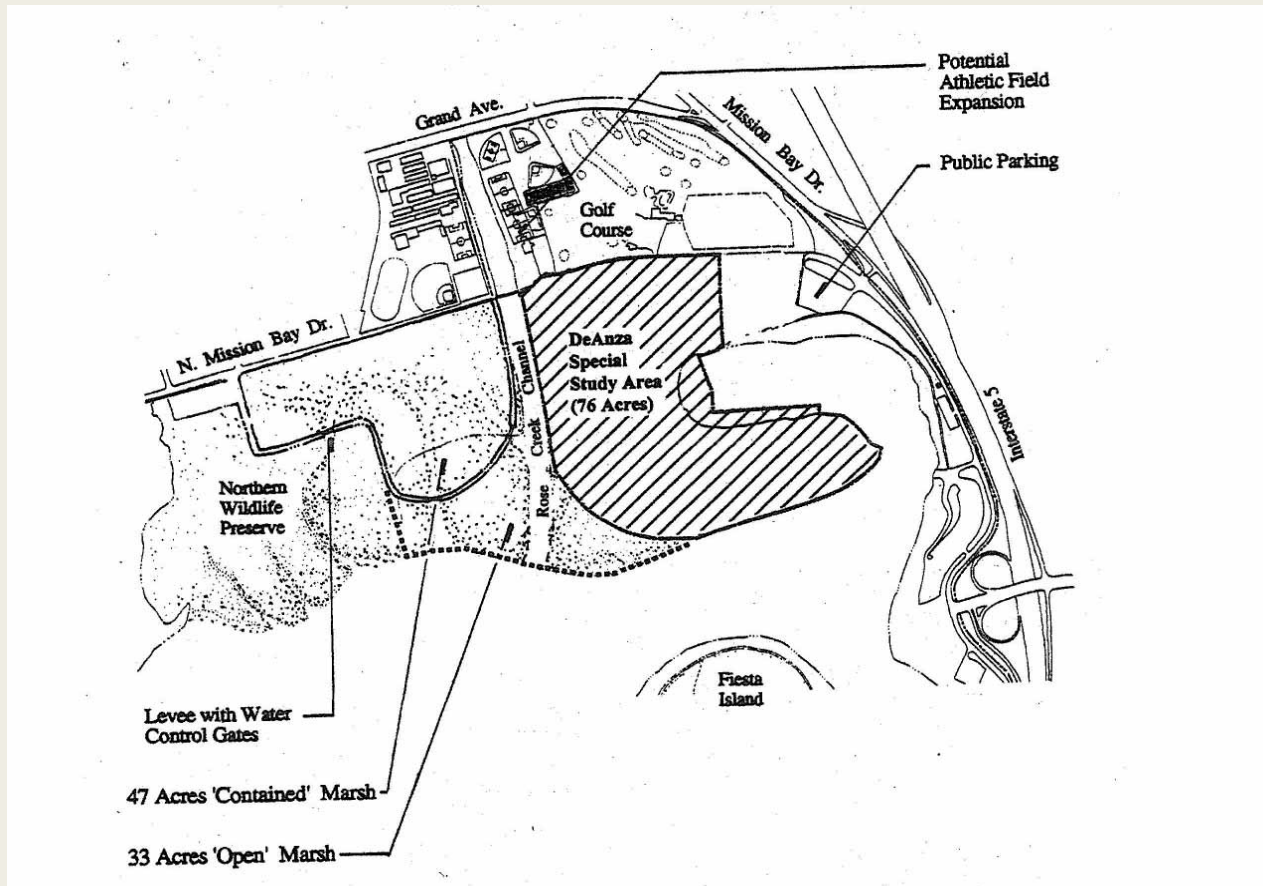 Potential
Athletic Field
Expansion
Grand Ave.
Mission Bay Dr.
Public Parking
Golf
Course
N. Mission Bay Dr.
DeAnza
Special
Study Area
(76 Acres)
Rose Creek Channel
Interstate 5
Northern
Wildlife
Preserve
Fiesta
Island
Levee with Water
Control Gates
47 Acres 'Contained' Marsh
33 Acres 'Open' Marsh